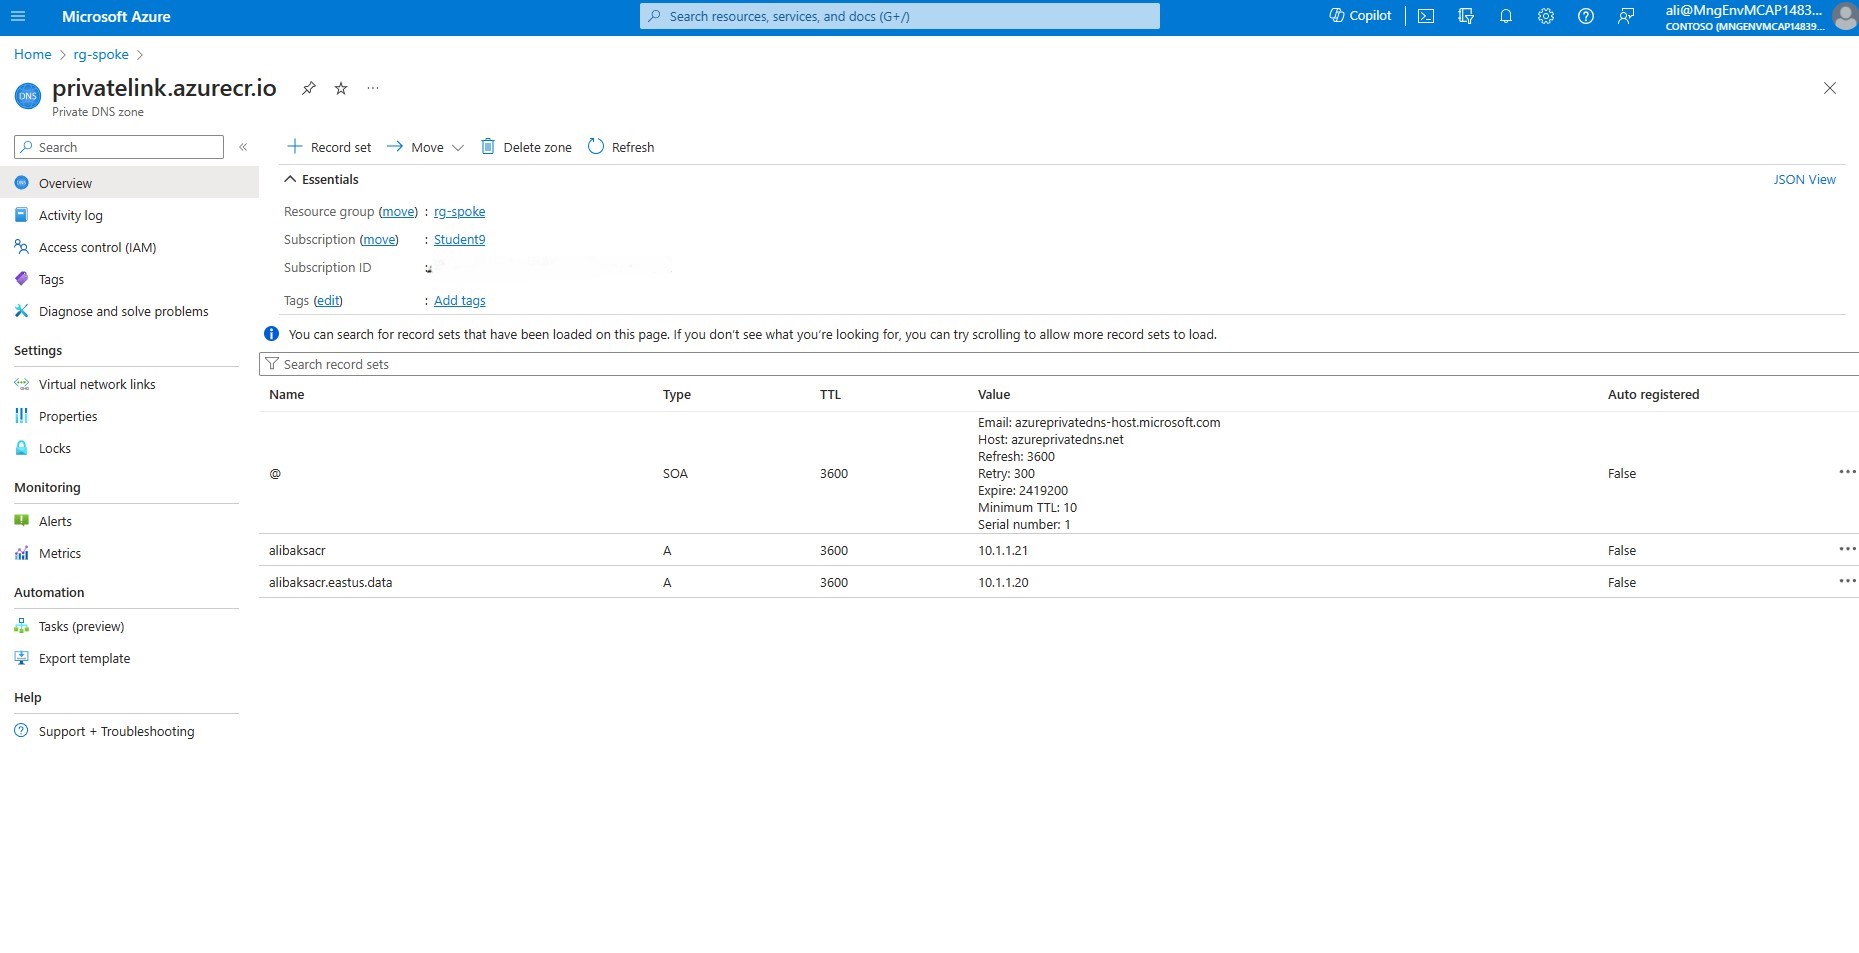 Microsoft Azure
Search resources, services, and docs (G+/)
Copilot
ali@MngEnvMCAP1483...
CONTOSO (MNGENVMCAP14839...
Home > rg-spoke >
DNS
privatelink.azurecr.io
Private DNS zone
Search
Overview
Activity log
Access control (IAM)
Tags
Diagnose and solve problems
Settings
Virtual network links
Properties
Locks
Monitoring
Alerts
Metrics
Automation
Tasks (preview)
Export template
Help
Support + Troubleshooting
Record set
Move
Delete zone
Refresh
Essentials
JSON View
Resource group (move) : rg-spoke
Subscription (move) : Student9
Subscription ID :
Tags (edit) : Add tags
You can search for record sets that have been loaded on this page. If you don't see what you're looking for, you can try scrolling to allow more record sets to load.
Search record sets
Name Type TTL Value Auto registered
Email: azureprivatedns-host.microsoft.com
Host: azureprivatedns.net
Refresh: 3600
@ SOA 3600 Retry: 300 False
Expire: 2419200
Minimum TTL: 10
Serial number: 1
alibaksacr A 3600 10.1.1.21 False
alibaksacr.eastus.data A 3600 10.1.1.20 False